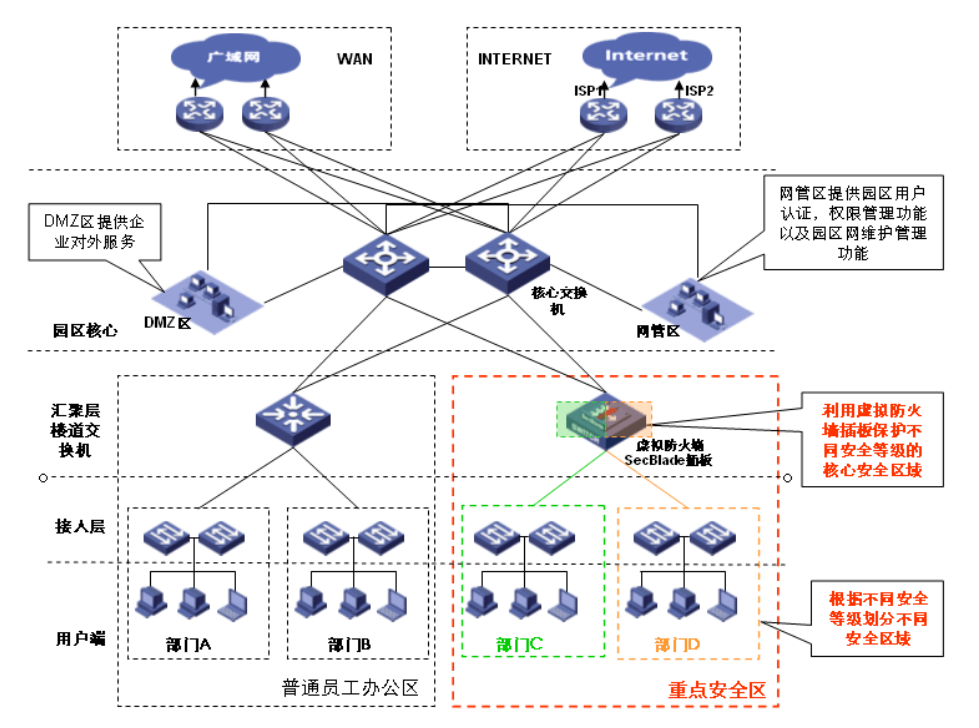 广域网
WAN
INTERNET
Internet
ISP1
ISP2
DMZ区提供企
业对外服务
网管区提供园区用户
认证，权限管理功能
以及园区网维护管理
功能
核心交换
机
园区核心
DMZ区
网管区
汇聚层
楼道交
换机
虚拟防火墙
SecBlade插板
利用虚拟防火
墙插板保护不
同安全等级的
核心安全区域
接入层
用户端
部门A
部门B
部门C
部门D
根据不同安全
等级划分不同
安全区域
普通员工办公区
重点安全区